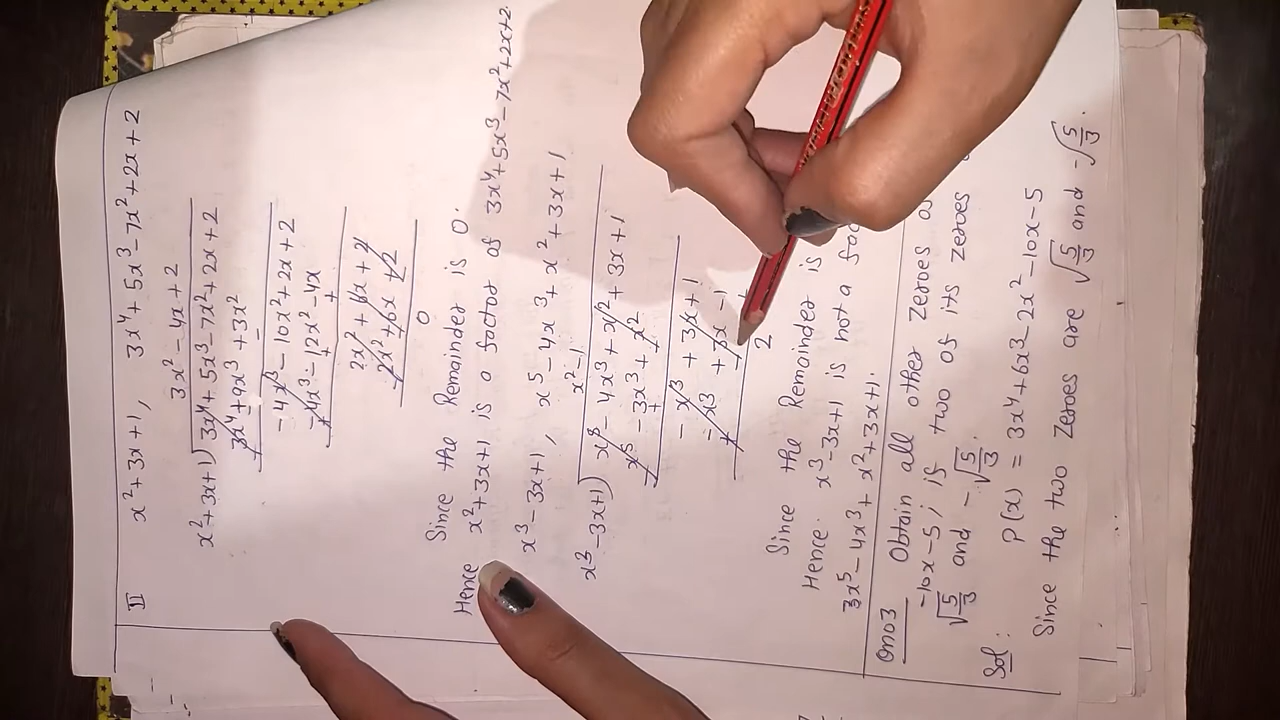 II x²+3x+1, 3x⁴+5x³-7x²+2x+2
3x²-4x+2
x²+3x+1) 3x⁴+5x³-7x²+2x+2
3x⁴+9x³+3x²
-4x³-10x²+2x+2
-4x³-12x²-4x
2x²+6x+2
2x²+6x+2
0
Since the Remainder is 0.
Hence x²+3x+1 is a factor of 3x⁴+5x³-7x²+2x+2.
x³-3x+1, x⁵-4x³+x²+3x+1
x²-1
x³-3x+1) x⁵-4x³+x²+3x+1
x⁵-3x³+x²
-x³+3x+1
-x³+3x-1
2
Since the Remainder is
Hence. x³-3x+1 is not a
3x⁵-4x³+x²+3x+1.
Qno3 Obtain all other zeroes
-10x-5; is two of its zeroes
√5/3 and -√5/3.
Sol: P(x) = 3x⁴+6x³-2x²-10x-5
Since the two zeroes are √5/3 and -√5/3.